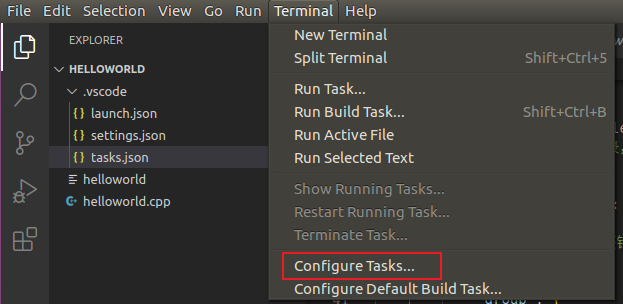 File Edit Selection View Go Run Terminal Help
EXPLORER
HELLOWORLD
.vscode
{ } launch.json
{ } settings.json
{ } tasks.json
helloworld
helloworld.cpp
New Terminal
Split Terminal Shift+Ctrl+5
Run Task...
Run Build Task... Shift+Ctrl+B
Run Active File
Run Selected Text
Show Running Tasks...
Restart Running Task...
Terminate Task...
Configure Tasks...
Configure Default Build Task...